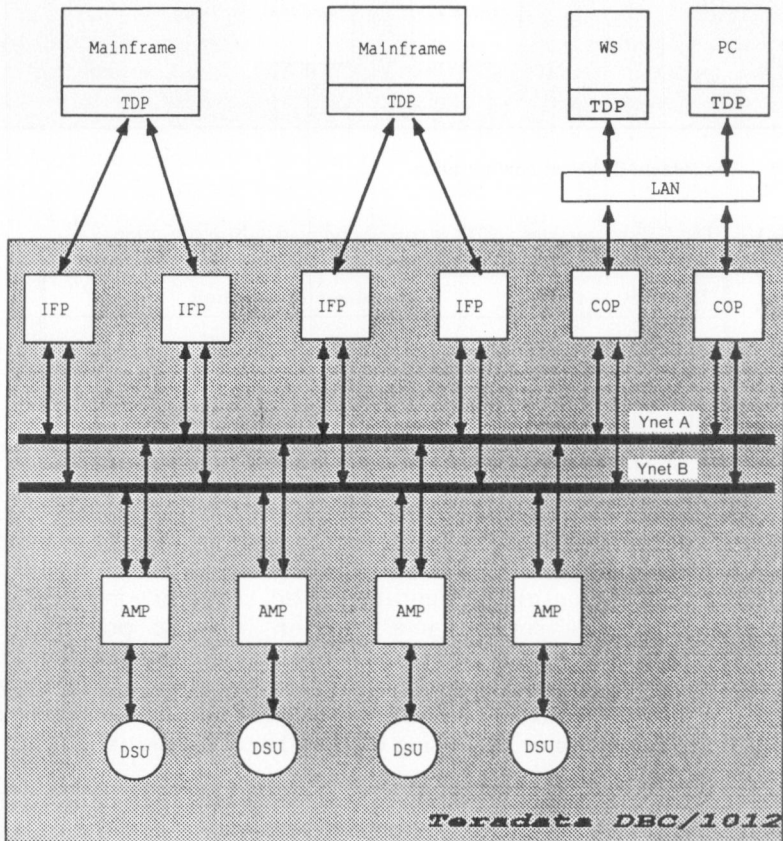 Mainframe Mainframe WS PC
TDP TDP TDP TDP
LAN
IFP IFP IFP IFP COP COP
Ynet A
Ynet B
AMP AMP AMP AMP
DSU DSU DSU DSU
Teradata DBC/1012